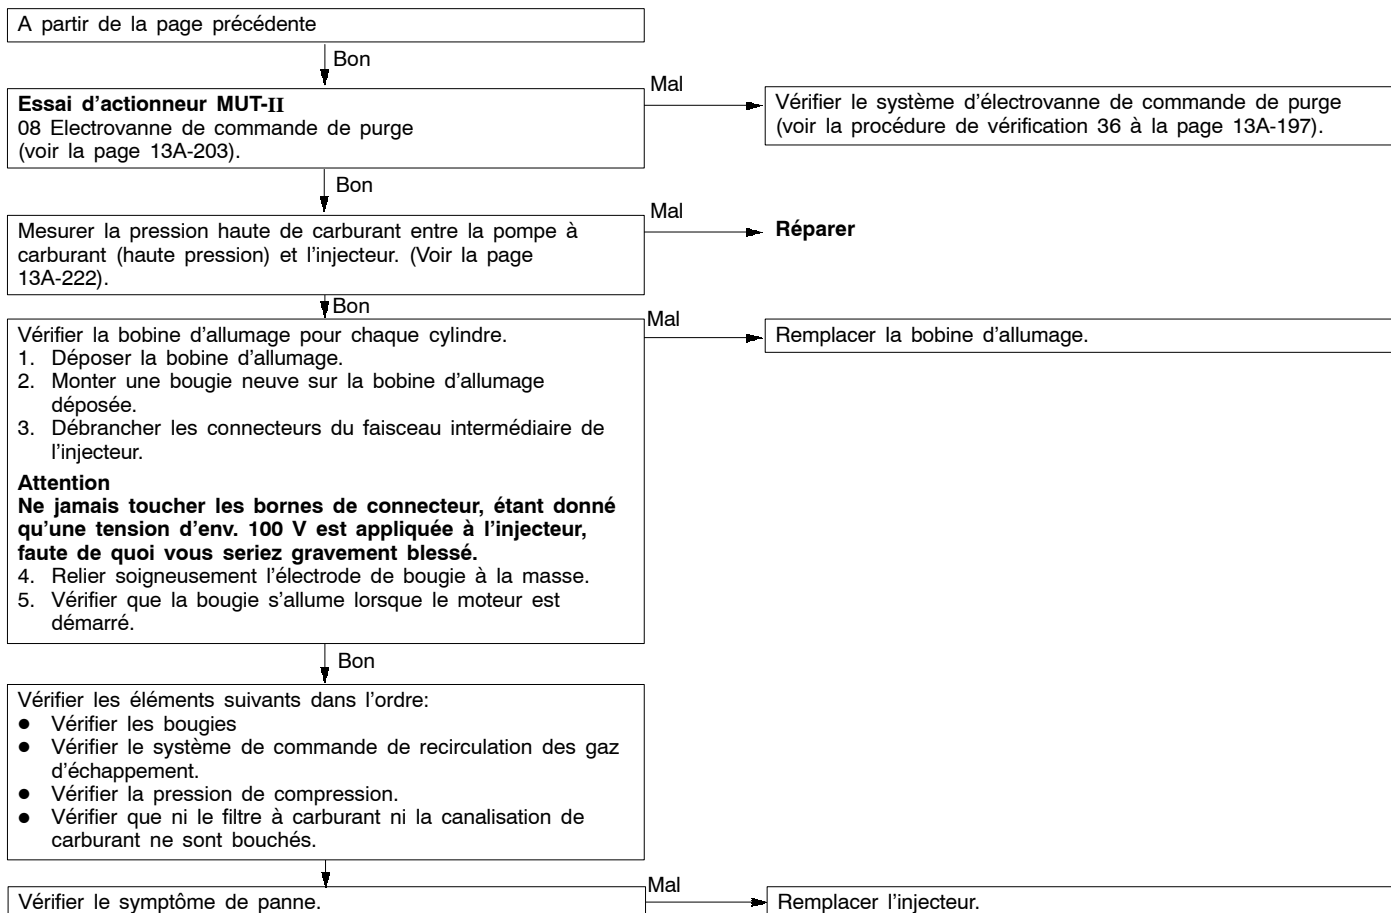 A partir de la page précédente
Bon
Essai d'actionneur MUT-II
08 Electrovanne de commande de purge
(voir la page 13A-203).
Mal
Vérifier le système d'électrovanne de commande de purge
(voir la procédure de vérification 36 à la page 13A-197).
Bon
Mesurer la pression haute de carburant entre la pompe à
carburant (haute pression) et l'injecteur. (Voir la page
13A-222).
Mal
Réparer
Bon
Vérifier la bobine d'allumage pour chaque cylindre.
1. Déposer la bobine d'allumage.
2. Monter une bougie neuve sur la bobine d'allumage
déposée.
3. Débrancher les connecteurs du faisceau intermédiaire de
l'injecteur.
Attention
Ne jamais toucher les bornes de connecteur, étant donné
qu'une tension d'env. 100 V est appliquée à l'injecteur,
faute de quoi vous seriez gravement blessé.
4. Relier soigneusement l'électrode de bougie à la masse.
5. Vérifier que la bougie s'allume lorsque le moteur est
démarré.
Mal
Remplacer la bobine d'allumage.
Bon
Vérifier les éléments suivants dans l'ordre:
● Vérifier les bougies
● Vérifier le système de commande de recirculation des gaz
d'échappement.
● Vérifier la pression de compression.
● Vérifier que ni le filtre à carburant ni la canalisation de
carburant ne sont bouchés.
Vérifier le symptôme de panne.
Mal
Remplacer l'injecteur.